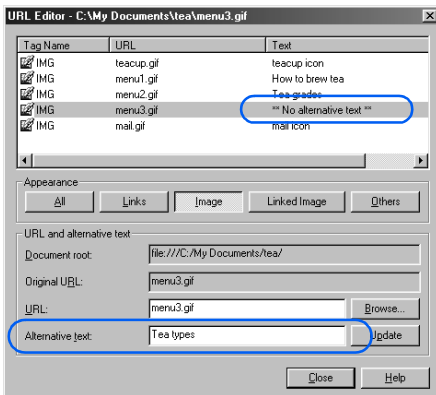 URL Editor - C:\My Documents\tea\menu3.gif
Tag Name URL Text
IMG teacup.gif teacup icon
IMG menu1.gif How to brew tea
IMG menu2.gif Tea grades
IMG menu3.gif ** No alternative text **
IMG mail.gif mail icon
Appearance
All Links Image Linked Image Others
URL and alternative text
Document root: file:///C:/My Documents/tea/
Original URL: menu3.gif
URL: menu3.gif Browse...
Alternative text: Tea types Update
Close Help